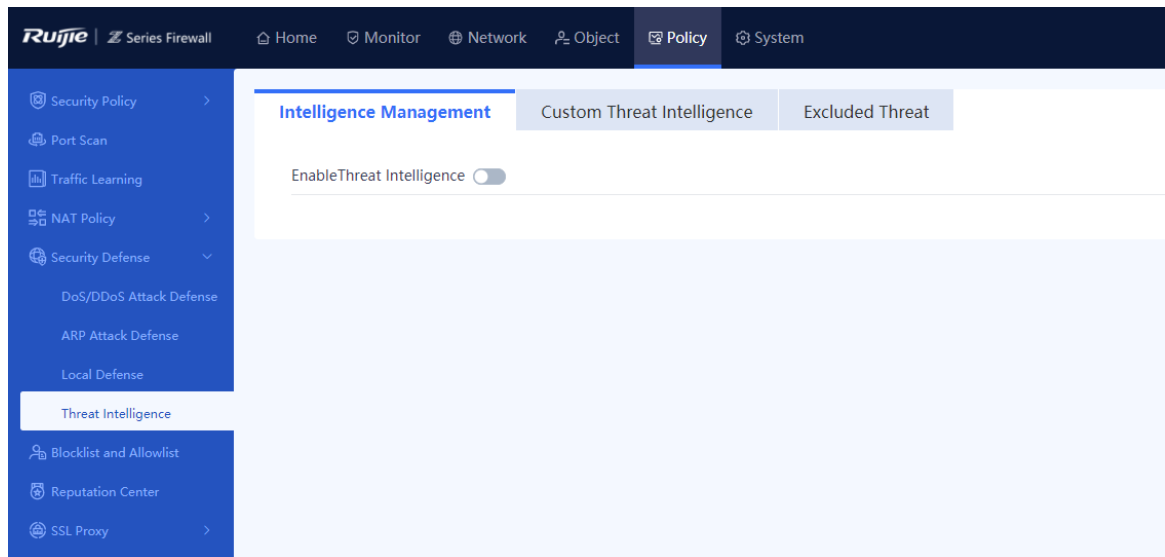 Ruijie | Z Series Firewall
Home Monitor Network Object Policy System
Security Policy
Port Scan
Traffic Learning
NAT Policy
Security Defense
DoS/DDoS Attack Defense
ARP Attack Defense
Local Defense
Threat Intelligence
Blocklist and Allowlist
Reputation Center
SSL Proxy
Intelligence Management Custom Threat Intelligence Excluded Threat
EnableThreat Intelligence